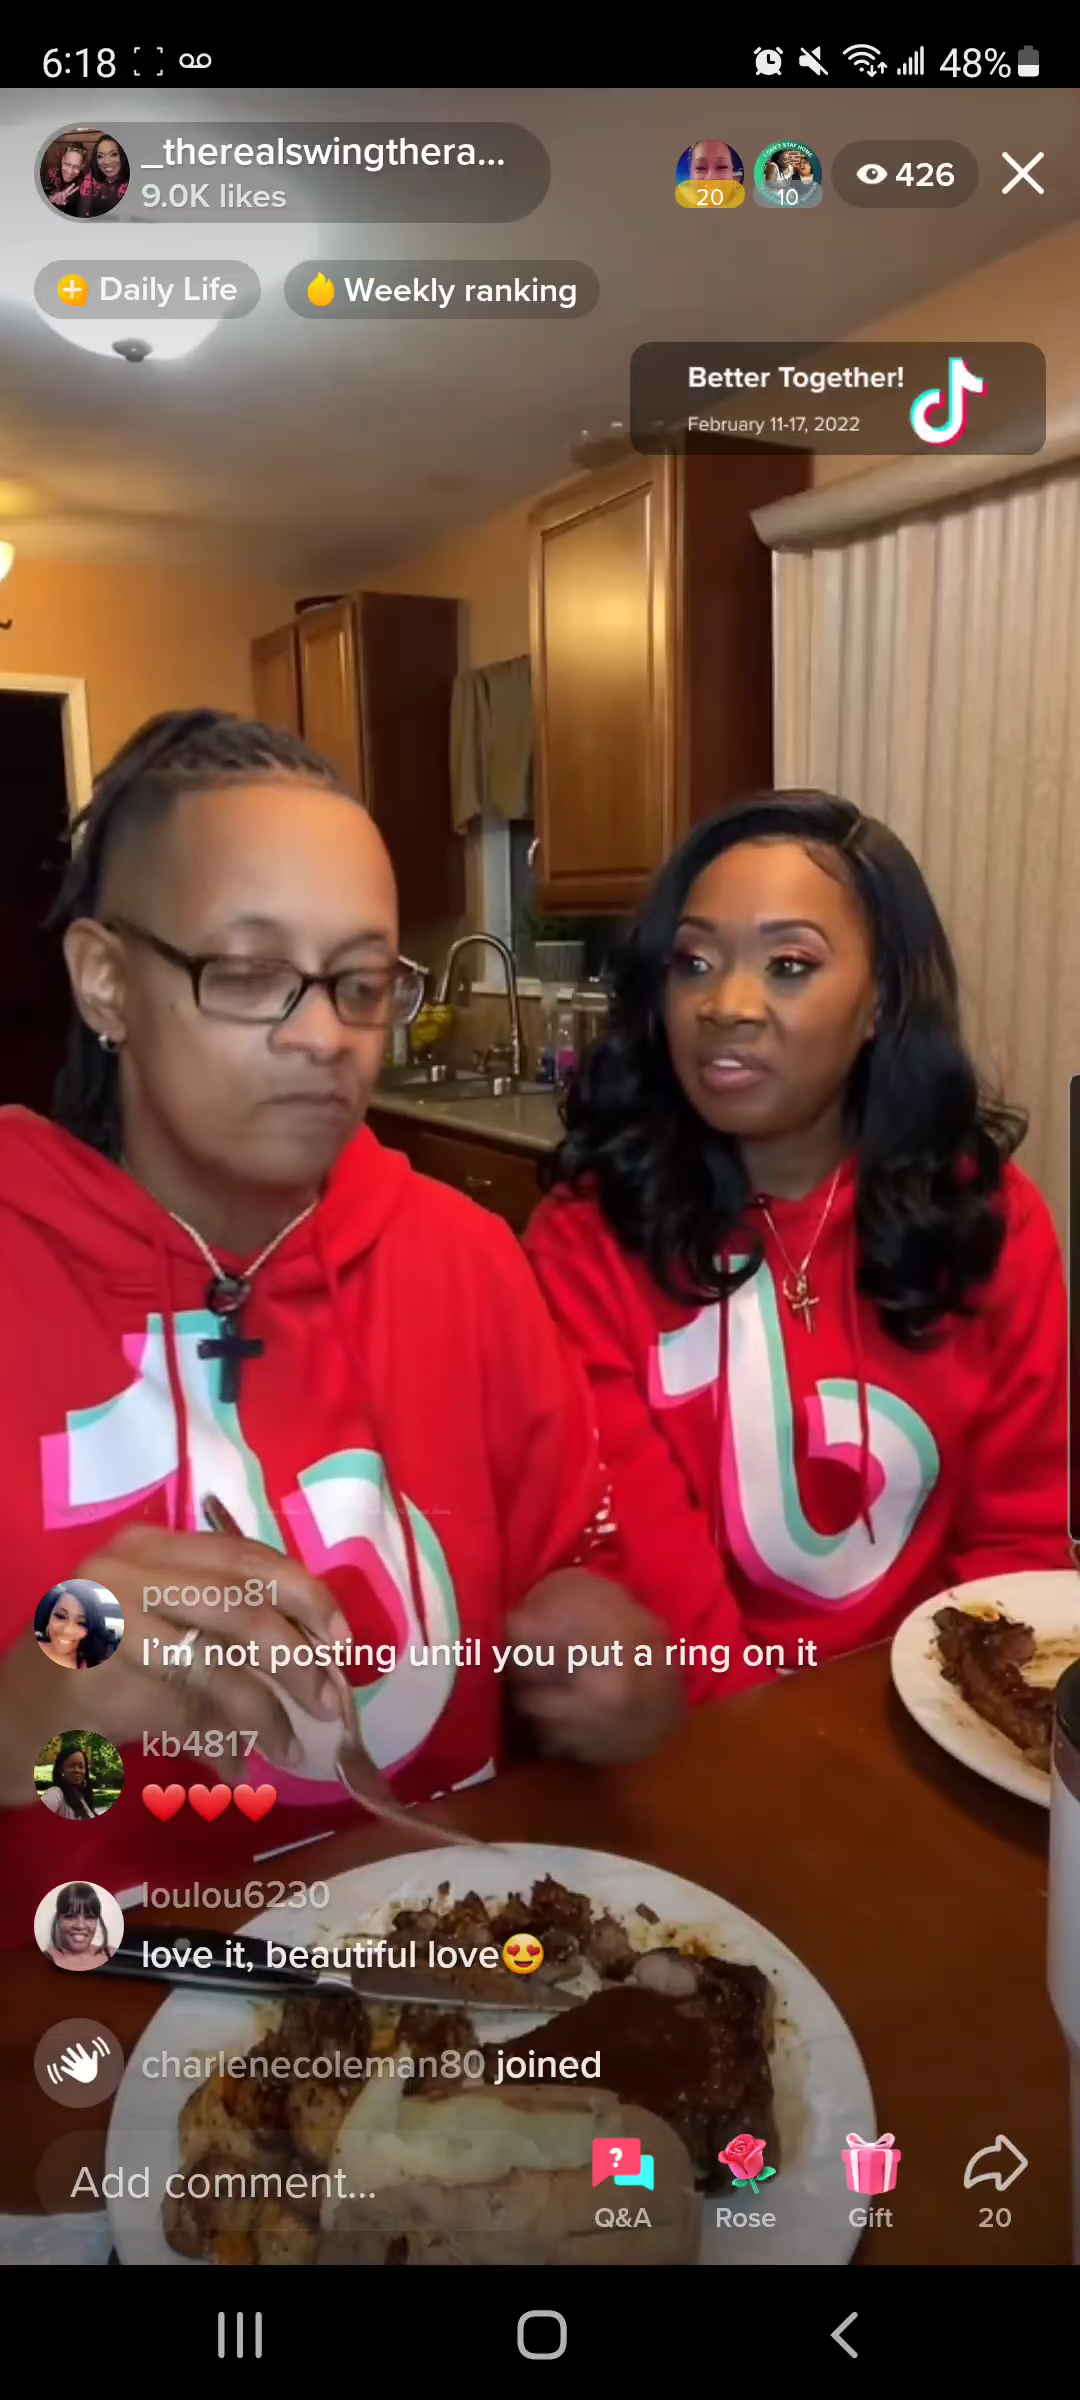 6:18
48%
_therealswingthera...
9.0K likes
20
10
426
Daily Life
Weekly ranking
Better Together!
February 11-17, 2022
pcoop81
I'm not posting until you put a ring on it
kb4817
❤️❤️❤️
loulou6230
love it, beautiful love😍
charlenecoleman80 joined
Add comment...
?
Q&A
Rose
Gift
20